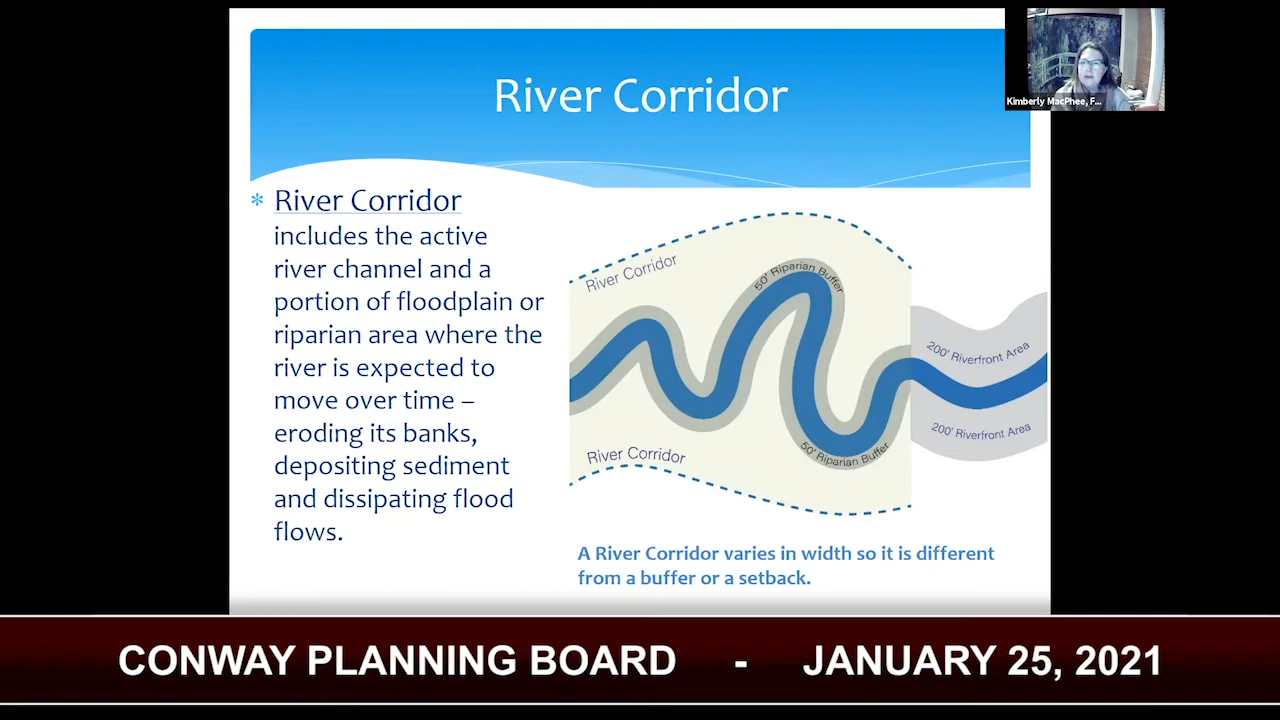 River Corridor
Kimberly MacPhee, F...
* River Corridor
includes the active
river channel and a
portion of floodplain or
riparian area where the
river is expected to
move over time –
eroding its banks,
depositing sediment
and dissipating flood
flows.
River Corridor
50' Riparian Buffer
200' Riverfront Area
200' Riverfront Area
50' Riparian Buffer
River Corridor
A River Corridor varies in width so it is different
from a buffer or a setback.
CONWAY PLANNING BOARD - JANUARY 25, 2021